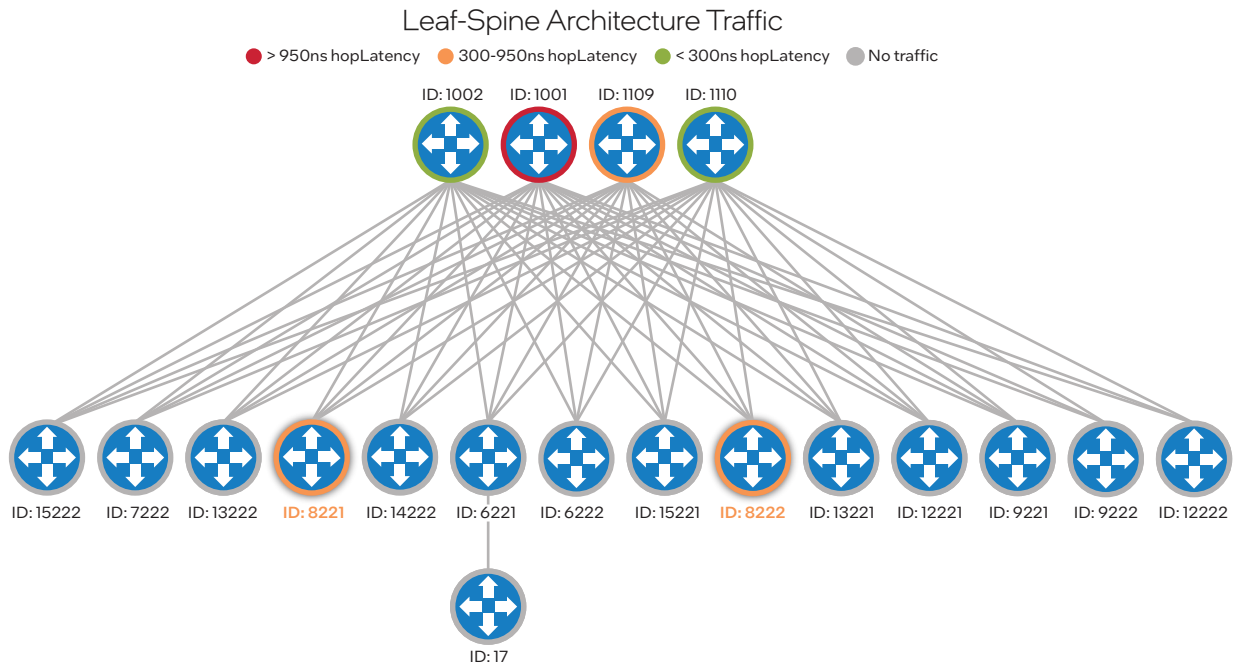 Leaf-Spine Architecture Traffic
> 950ns hopLatency 300-950ns hopLatency < 300ns hopLatency No traffic
ID: 1002 ID: 1001 ID: 1109 ID: 1110
ID: 15222 ID: 7222 ID: 13222 ID: 8221 ID: 14222 ID: 6221 ID: 6222 ID: 15221 ID: 8222 ID: 13221 ID: 12221 ID: 9221 ID: 9222 ID: 12222
ID: 17